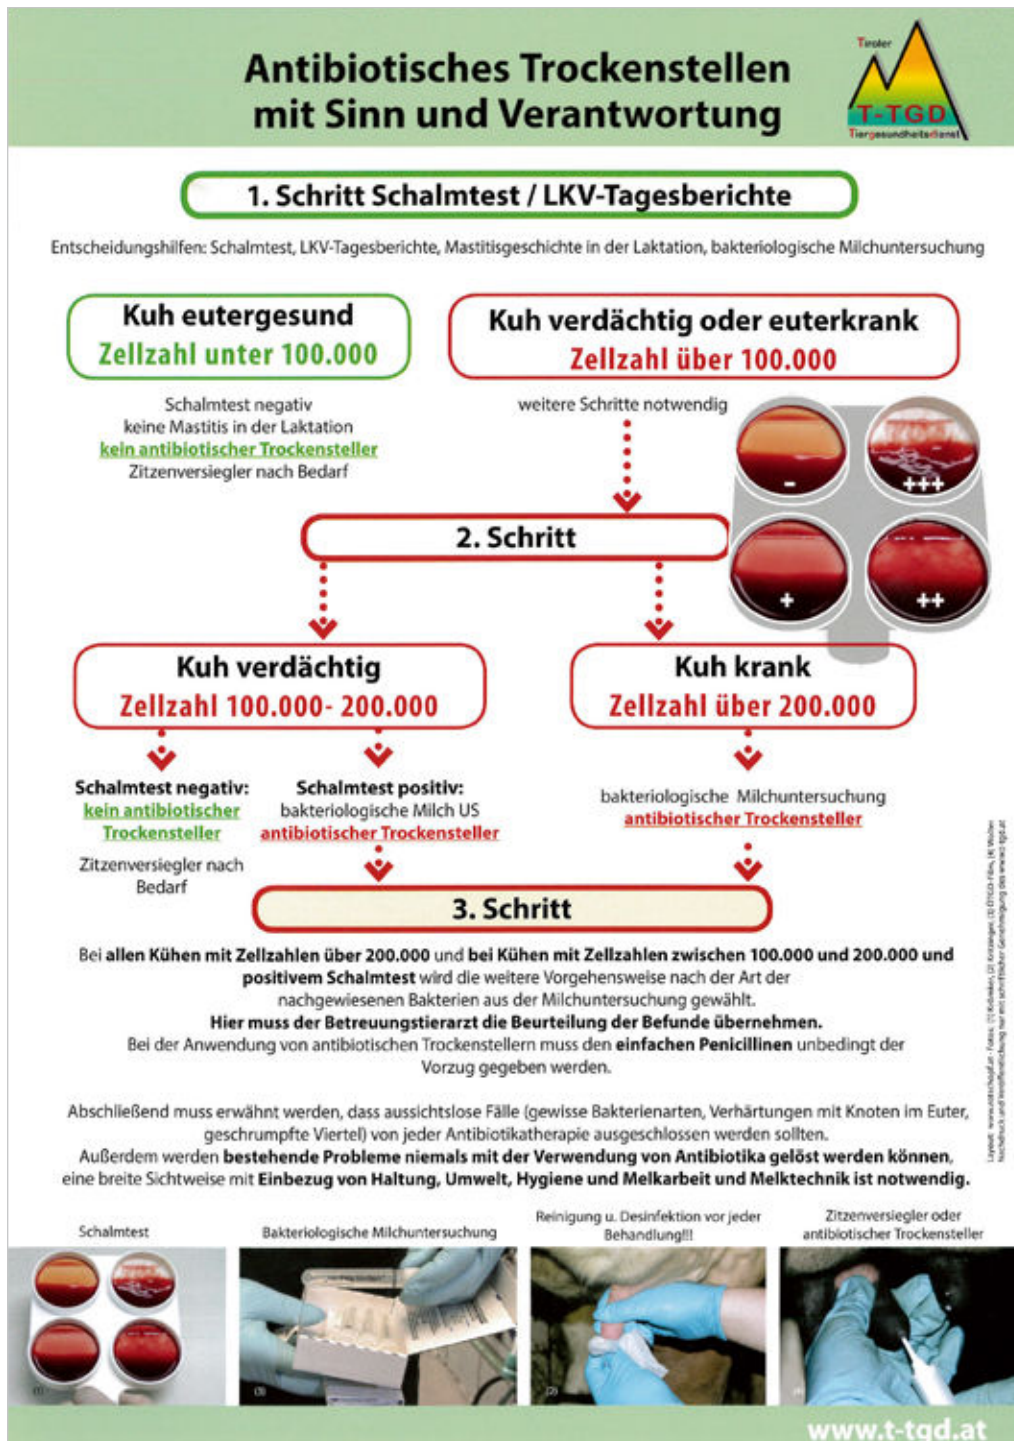 Antibiotisches Trockenstellen
mit Sinn und Verantwortung
Tiroler
T-TGD
Tiergesundheitsdienst
1. Schritt Schalmtest / LKV-Tagesberichte
Entscheidungshilfen: Schalmtest, LKV-Tagesberichte, Mastitisgeschichte in der Laktation, bakteriologische Milchuntersuchung
Kuh eutergesund
Zellzahl unter 100.000
Schalmtest negativ
keine Mastitis in der Laktation
kein antibiotischer Trockensteller
Zitzenversiegler nach Bedarf
Kuh verdächtig oder euterkrank
Zellzahl über 100.000
weitere Schritte notwendig
-
+++
+
++
2. Schritt
Kuh verdächtig
Zellzahl 100.000- 200.000
Kuh krank
Zellzahl über 200.000
Schalmtest negativ:
kein antibiotischer
Trockensteller
Zitzenversiegler nach
Bedarf
Schalmtest positiv:
bakteriologische Milch US
antibiotischer Trockensteller
bakteriologische Milchuntersuchung
antibiotischer Trockensteller
3. Schritt
Bei allen Kühen mit Zellzahlen über 200.000 und bei Kühen mit Zellzahlen zwischen 100.000 und 200.000 und
positivem Schalmtest wird die weitere Vorgehensweise nach der Art der
nachgewiesenen Bakterien aus der Milchuntersuchung gewählt.
Hier muss der Betreuungstierarzt die Beurteilung der Befunde übernehmen.
Bei der Anwendung von antibiotischen Trockenstellern muss den einfachen Penicillinen unbedingt der
Vorzug gegeben werden.
Abschließend muss erwähnt werden, dass aussichtslose Fälle (gewisse Bakterienarten, Verhärtungen mit Knoten im Euter,
geschrumpfte Viertel) von jeder Antibiotikatherapie ausgeschlossen werden sollten.
Außerdem werden bestehende Probleme niemals mit der Verwendung von Antibiotika gelöst werden können,
eine breite Sichtweise mit Einbezug von Haltung, Umwelt, Hygiene und Melkarbeit und Melktechnik ist notwendig.
Schalmtest
Bakteriologische Milchuntersuchung
Reinigung u. Desinfektion vor jeder
Behandlung!!!
Zitzenversiegler oder
antibiotischer Trockensteller
(1)
(3)
(2)
(4)
www.t-tgd.at